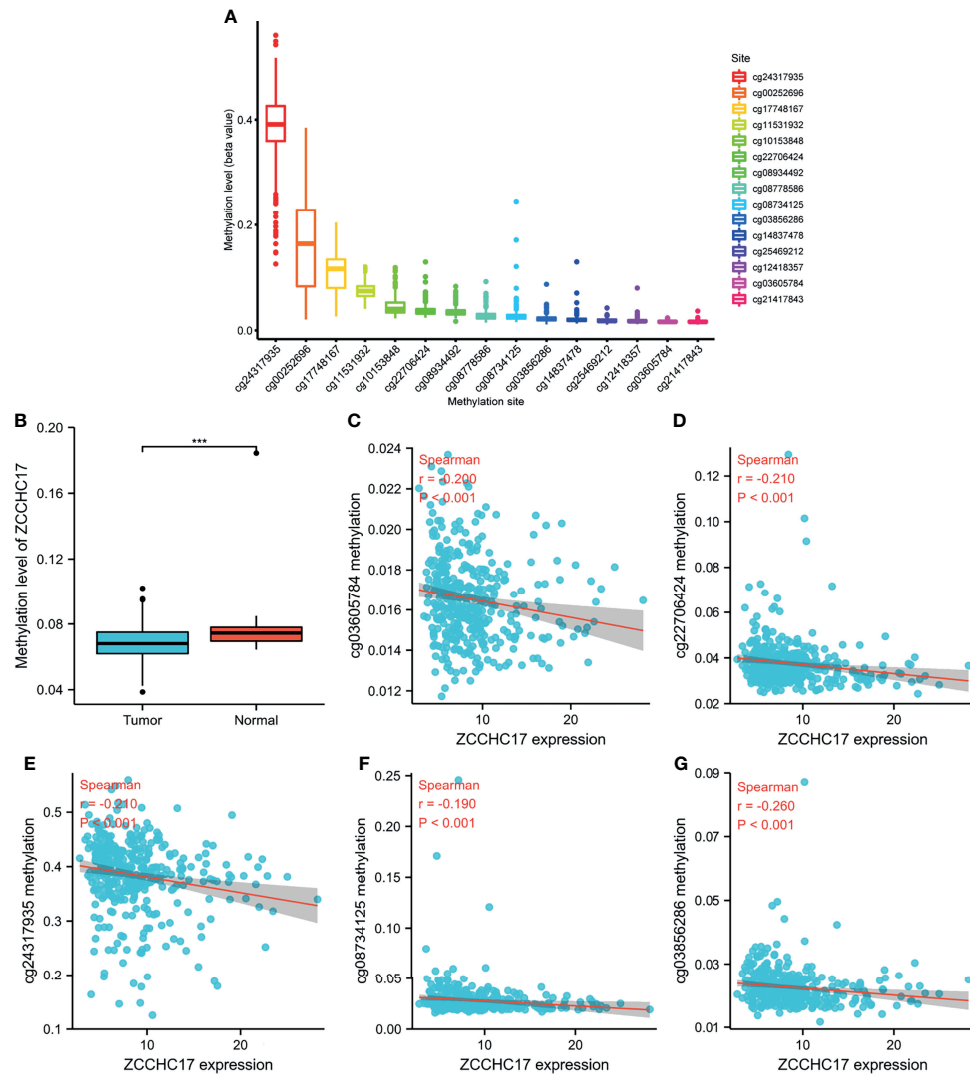 A
Methylation level (beta value)
0.4
0.2
0.0
cg24317935
cg00252696
cg17748167
cg11531932
cg10153848
cg22706424
cg08934492
cg08778586
cg08734125
cg03856286
cg14837478
cg25469212
cg12418357
cg03605784
cg21417843
Methylation site
Site
cg24317935
cg00252696
cg17748167
cg11531932
cg10153848
cg22706424
cg08934492
cg08778586
cg08734125
cg03856286
cg14837478
cg25469212
cg12418357
cg03605784
cg21417843
B
Methylation level of ZCCHC17
0.20
0.16
0.12
0.08
0.04
***
Tumor
Normal
C
cg03605784 methylation
0.024
0.022
0.020
0.018
0.016
0.014
0.012
Spearman
r = -0.200
P < 0.001
10
20
ZCCHC17 expression
D
cg22706424 methylation
0.12
0.10
0.08
0.06
0.04
0.02
Spearman
r = -0.210
P < 0.001
10
20
ZCCHC17 expression
E
cg24317935 methylation
0.5
0.4
0.3
0.2
0.1
Spearman
r = -0.210
P < 0.001
10
20
ZCCHC17 expression
F
cg08734125 methylation
0.25
0.20
0.15
0.10
0.05
0.00
Spearman
r = -0.190
P < 0.001
10
20
ZCCHC17 expression
G
cg03856286 methylation
0.09
0.07
0.05
0.03
0.01
Spearman
r = -0.260
P < 0.001
10
20
ZCCHC17 expression